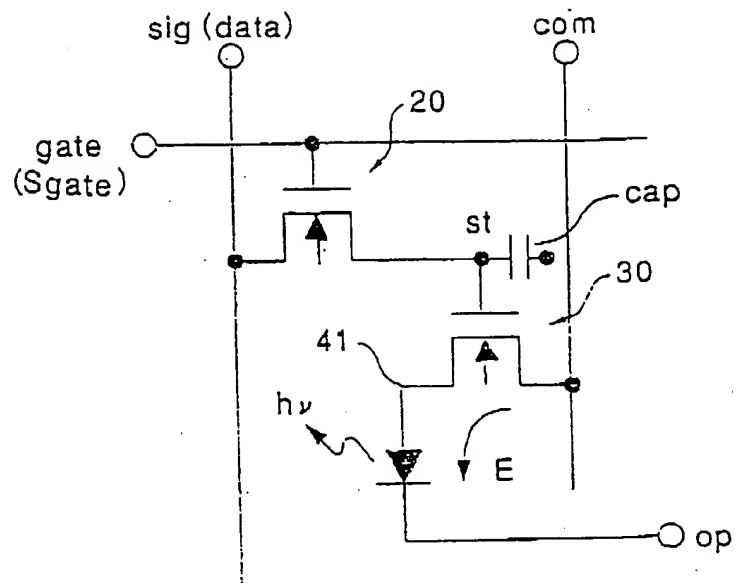 sig (data)
com
20
gate
(Sgate)
cap
st
30
41
hν
E
op